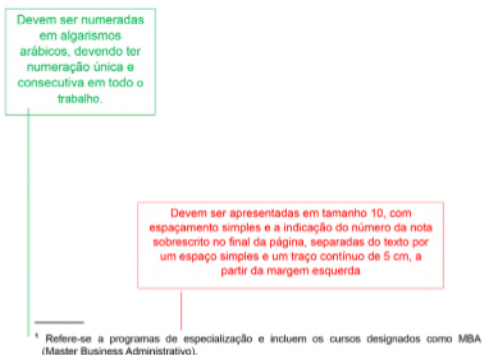 Devem ser numeradas
em algarismos
arábicos, devendo ter
numeração única e
consecutiva em todo o
trabalho.
Devem ser apresentadas em tamanho 10, com
espaçamento simples e a indicação do número da nota
sobrescrito no final da página, separadas do texto por
um espaço simples e um traço contínuo de 5 cm, a
partir da margem esquerda
¹ Refere-se a programas de especialização e incluem os cursos designados como MBA
(Master Business Administrativo).